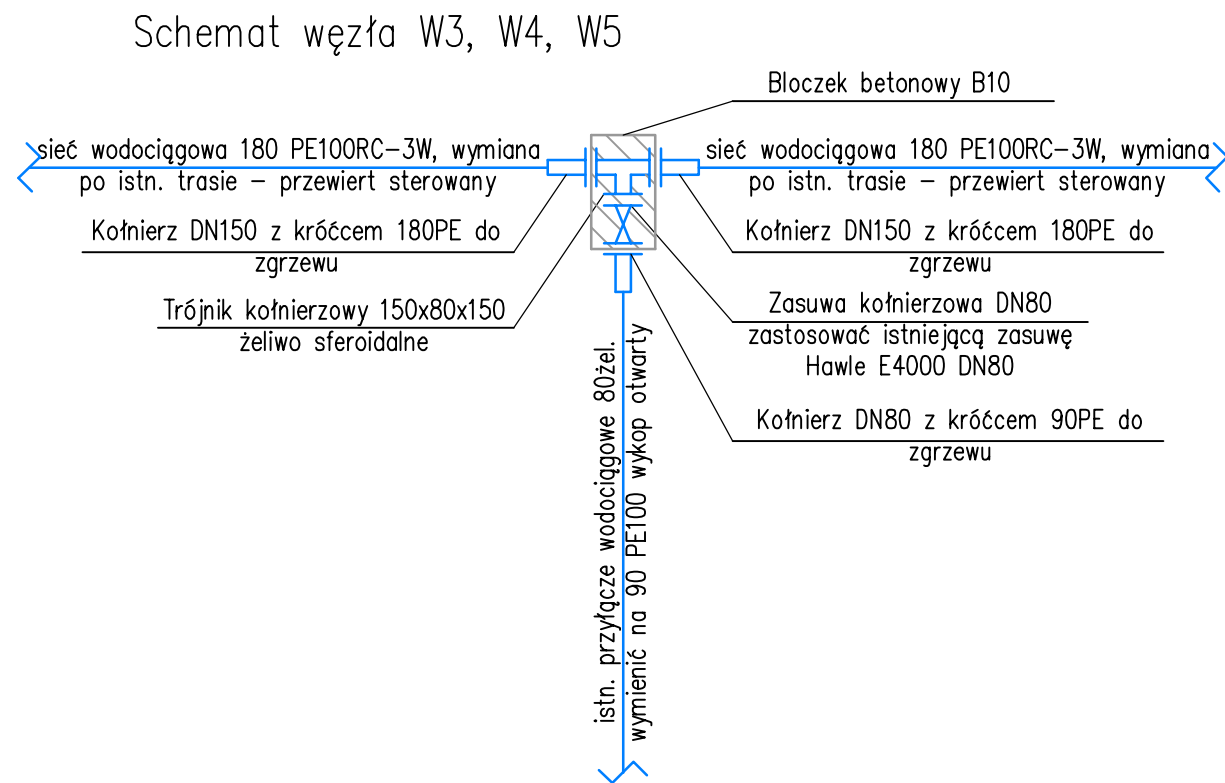 Schemat węzła W3, W4, W5
Bloczek betonowy B10
sieć wodociągowa 180 PE100RC-3W, wymiana
po istn. trasie – przewiert sterowany
sieć wodociągowa 180 PE100RC-3W, wymiana
po istn. trasie – przewiert sterowany
Kołnierz DN150 z króćcem 180PE do
zgrzewu
Kołnierz DN150 z króćcem 180PE do
zgrzewu
Trójnik kołnierzowy 150x80x150
żeliwo sferoidalne
Zasuwa kołnierzowa DN80
zastosować istniejącą zasuwę
Hawle E4000 DN80
Kołnierz DN80 z króćcem 90PE do
zgrzewu
istn. przyłącze wodociągowe 80żel.
wymienić na 90 PE100 wykop otwarty